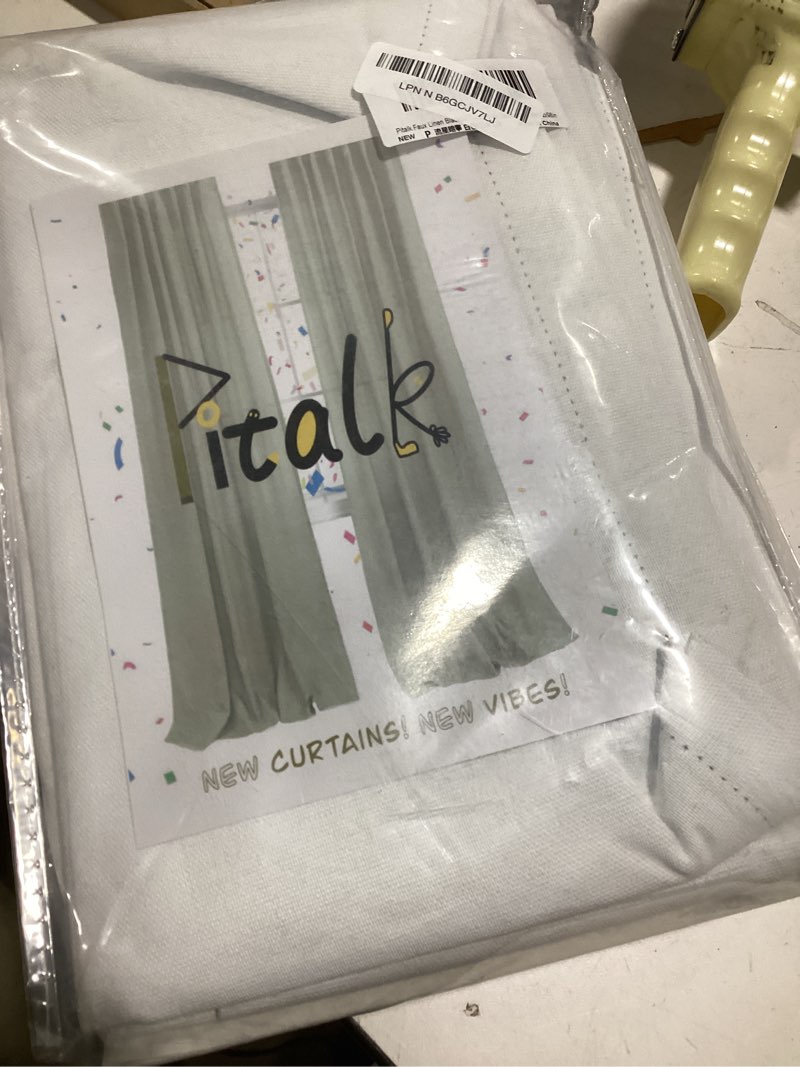 LPN N B6GCJV7LJ
Pitalk Faux Linen
NEW
China
Pitalk
NEW CURTAINS! NEW VIBES!